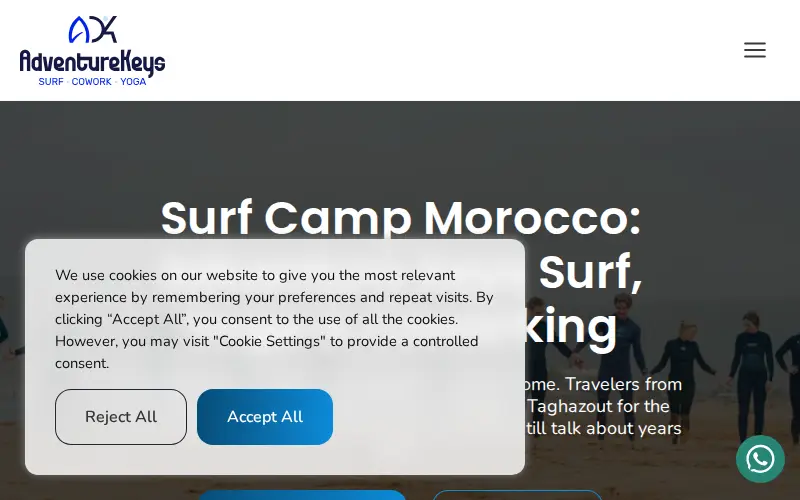 AdventureKeys
SURF · COWORK · YOGA
Surf Camp Morocco:
Surf,
king
We use cookies on our website to give you the most relevant
experience by remembering your preferences and repeat visits. By
clicking “Accept All”, you consent to the use of all the cookies.
However, you may visit "Cookie Settings" to provide a controlled
consent.
Reject All
Accept All
ome. Travelers from
Taghazout for the
till talk about years